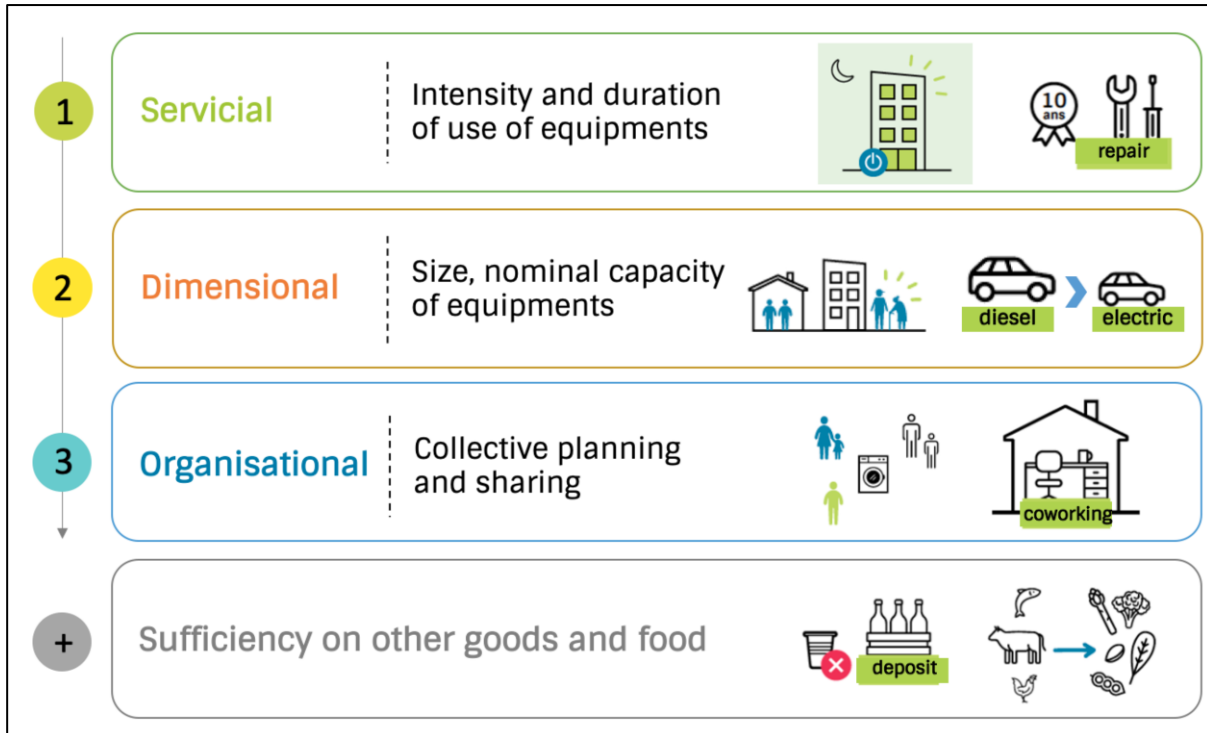 1
Servicial
Intensity and duration
of use of equipments
10
ans
repair
2
Dimensional
Size, nominal capacity
of equipments
diesel
electric
3
Organisational
Collective planning
and sharing
coworking
+
Sufficiency on other goods and food
deposit